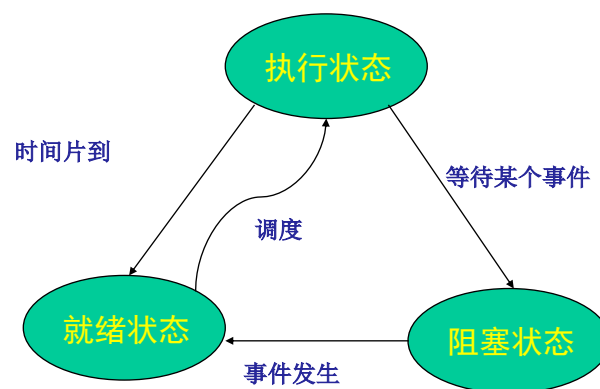 执行状态
时间片到
等待某个事件
调度
就绪状态
阻塞状态
事件发生